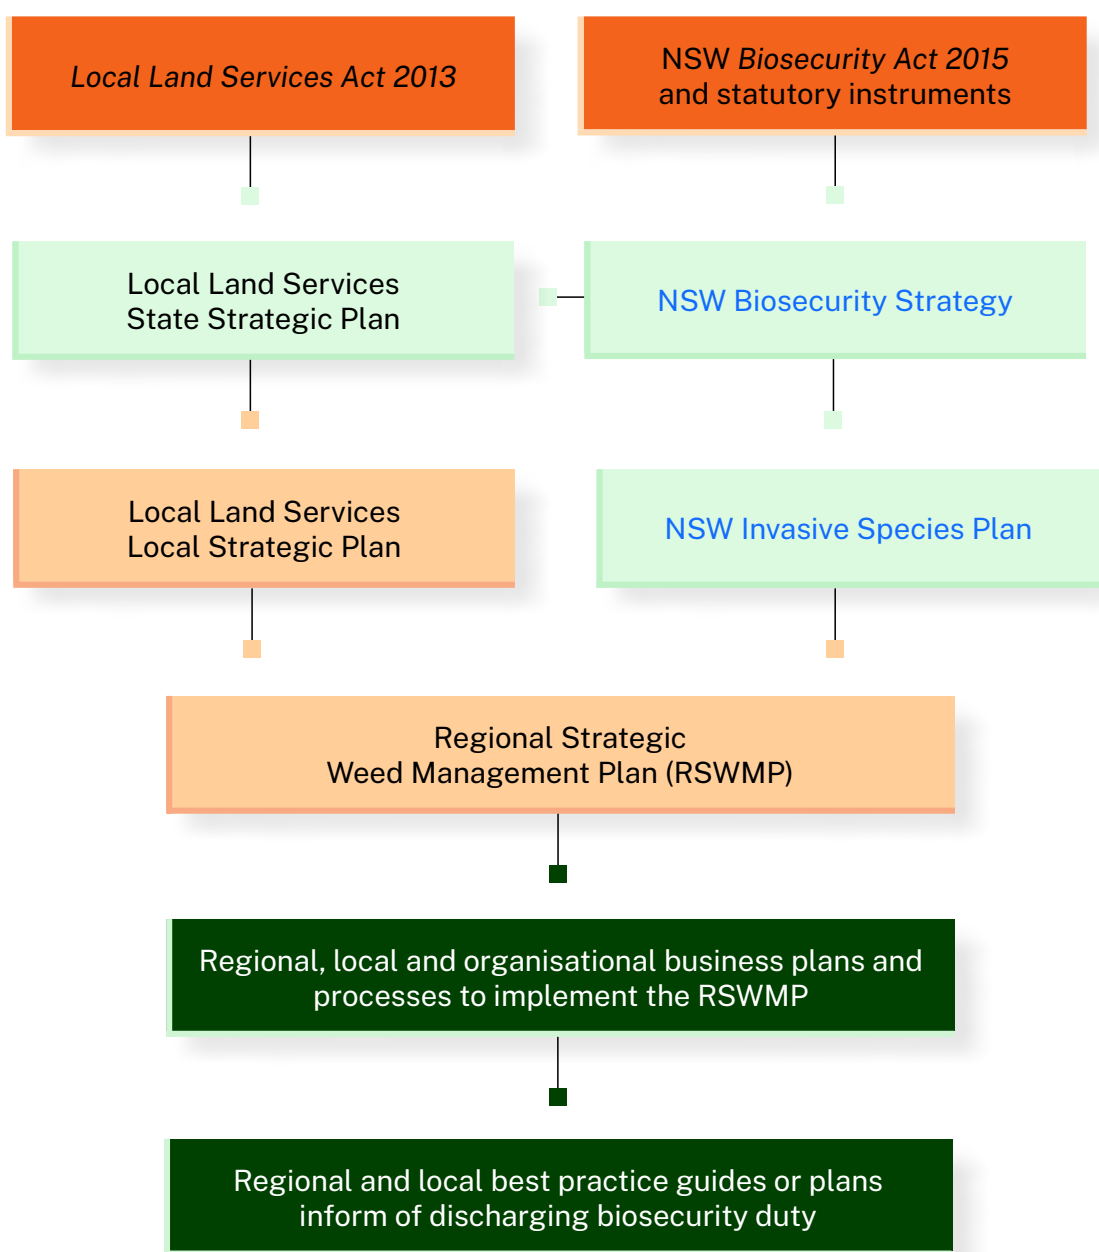 Local Land Services Act 2013
NSW Biosecurity Act 2015
and statutory instruments
Local Land Services
State Strategic Plan
NSW Biosecurity Strategy
Local Land Services
Local Strategic Plan
NSW Invasive Species Plan
Regional Strategic
Weed Management Plan (RSWMP)
Regional, local and organisational business plans and
processes to implement the RSWMP
Regional and local best practice guides or plans
inform of discharging biosecurity duty